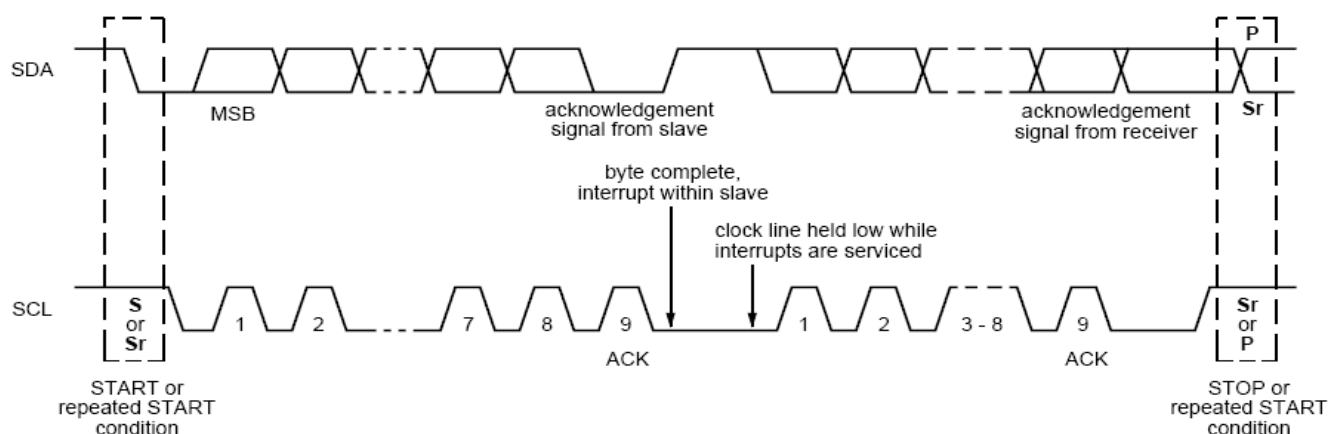 P
SDA
MSB
acknowledgement
signal from slave
acknowledgement
signal from receiver
Sr
byte complete,
interrupt within slave
clock line held low while
interrupts are serviced
SCL
S
or
Sr
1
2
7
8
9
1
2
3 - 8
9
Sr
or
P
ACK
ACK
START or
repeated START
condition
STOP or
repeated START
condition